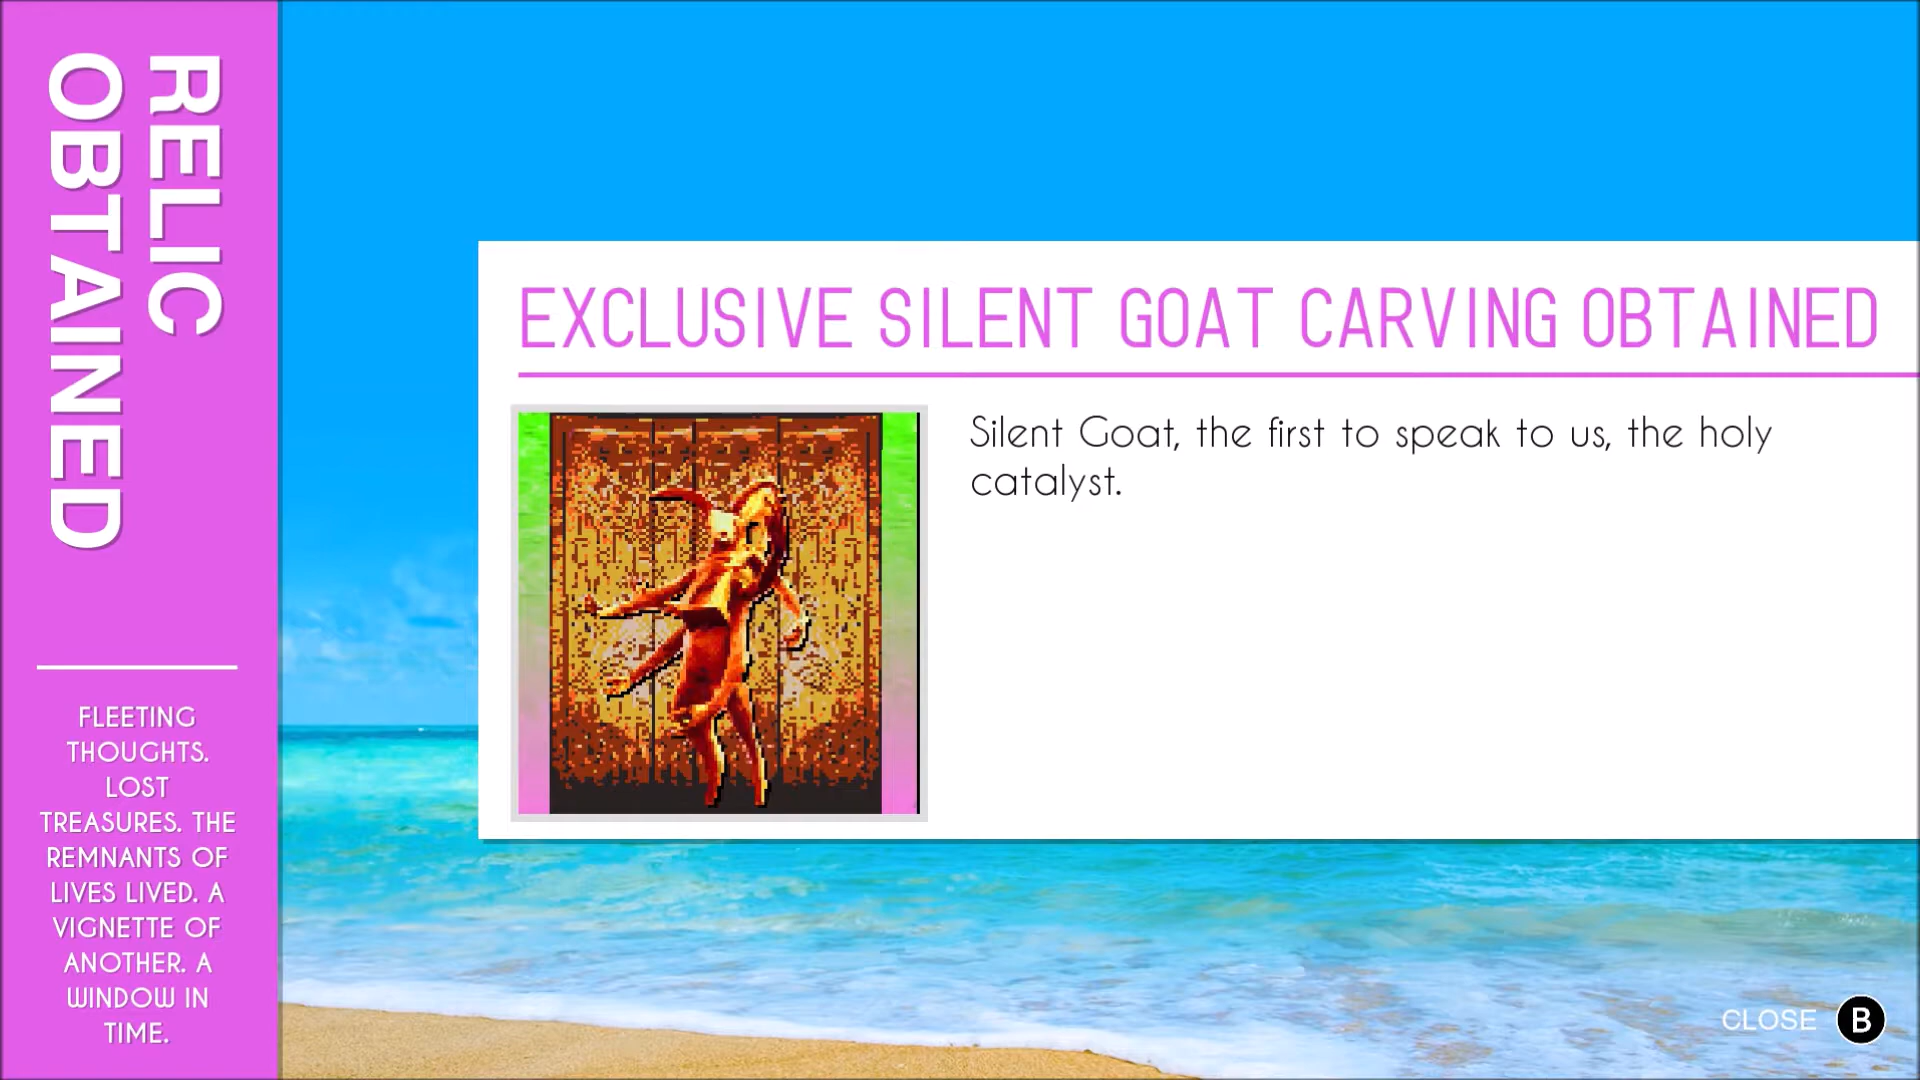 RELIC
OBTAINED
FLEETING
THOUGHTS.
LOST
TREASURES. THE
REMNANTS OF
LIVES LIVED. A
VIGNETTE OF
ANOTHER. A
WINDOW IN
TIME.
EXCLUSIVE SILENT GOAT CARVING OBTAINED
Silent Goat, the first to speak to us, the holy
catalyst.
CLOSE B